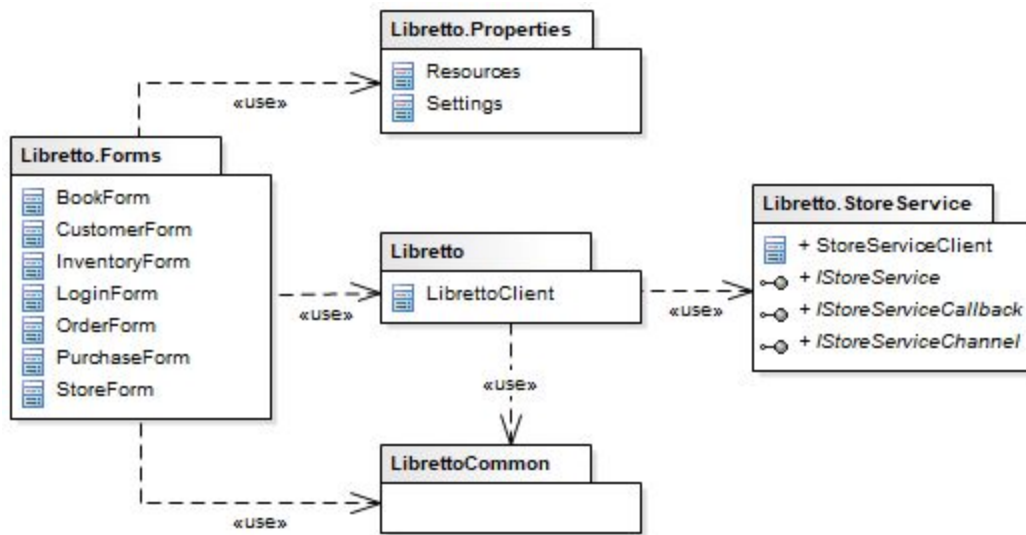 Libretto.Properties
Resources
Settings
«use»
Libretto.Forms
BookForm
CustomerForm
InventoryForm
LoginForm
OrderForm
PurchaseForm
StoreForm
Libretto
LibrettoClient
«use»
Libretto.StoreService
+ StoreServiceClient
+ IStoreService
+ IStoreServiceCallback
+ IStoreServiceChannel
«use»
«use»
LibrettoCommon
«use»